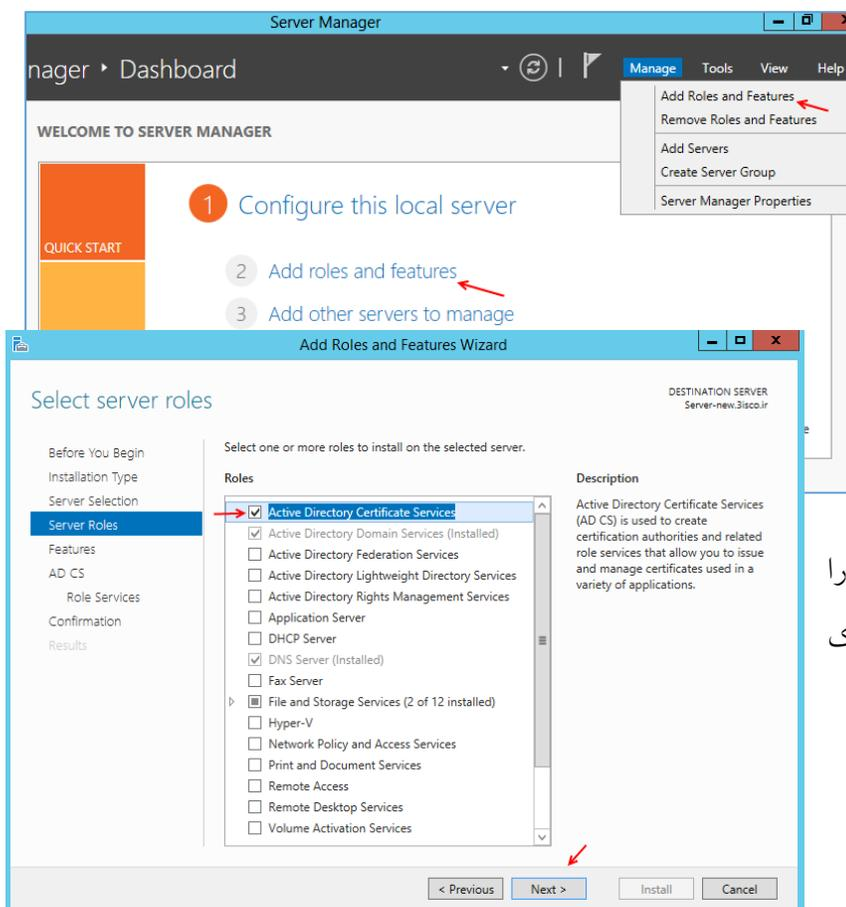 Server Manager
nager ‣ Dashboard
Manage Tools View Help
Add Roles and Features
Remove Roles and Features
Add Servers
Create Server Group
Server Manager Properties
WELCOME TO SERVER MANAGER
QUICK START
1 Configure this local server
2 Add roles and features
3 Add other servers to manage
Add Roles and Features Wizard
Select server roles
DESTINATION SERVER
Server-new.3isco.ir
Before You Begin
Installation Type
Server Selection
Server Roles
Features
AD CS
Role Services
Confirmation
Results
Select one or more roles to install on the selected server.
Roles
Active Directory Certificate Services
Active Directory Domain Services (Installed)
Active Directory Federation Services
Active Directory Lightweight Directory Services
Active Directory Rights Management Services
Application Server
DHCP Server
DNS Server (Installed)
Fax Server
File and Storage Services (2 of 12 installed)
Hyper-V
Network Policy and Access Services
Print and Document Services
Remote Access
Remote Desktop Services
Volume Activation Services
Description
Active Directory Certificate Services
(AD CS) is used to create
certification authorities and related
role services that allow you to issue
and manage certificates used in a
variety of applications.
را
< Previous Next > Install Cancel